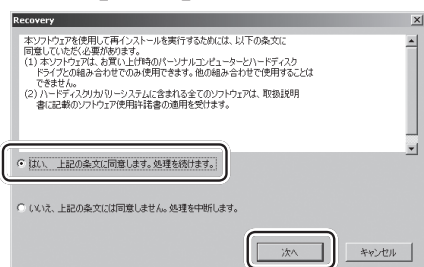 Recovery
本ソフトウェアを使用して再インストールを実行するためには、以下の条文に
同意していただく必要があります。
(1) 本ソフトウェアは、お買い上げ時のパーソナルコンピューターとハードディスク
ドライブとの組み合わせでのみ使用できます。他の組み合わせで使用することは
できません。
(2) ハードディスクリカバリーシステムに含まれる全てのソフトウェアは、取扱説明
書に記載のソフトウェア使用許諾書の適用を受けます。
はい、 上記の条文に同意します。処理を続けます。
いいえ、上記の条文には同意しません。処理を中断します。
次へ
キャンセル